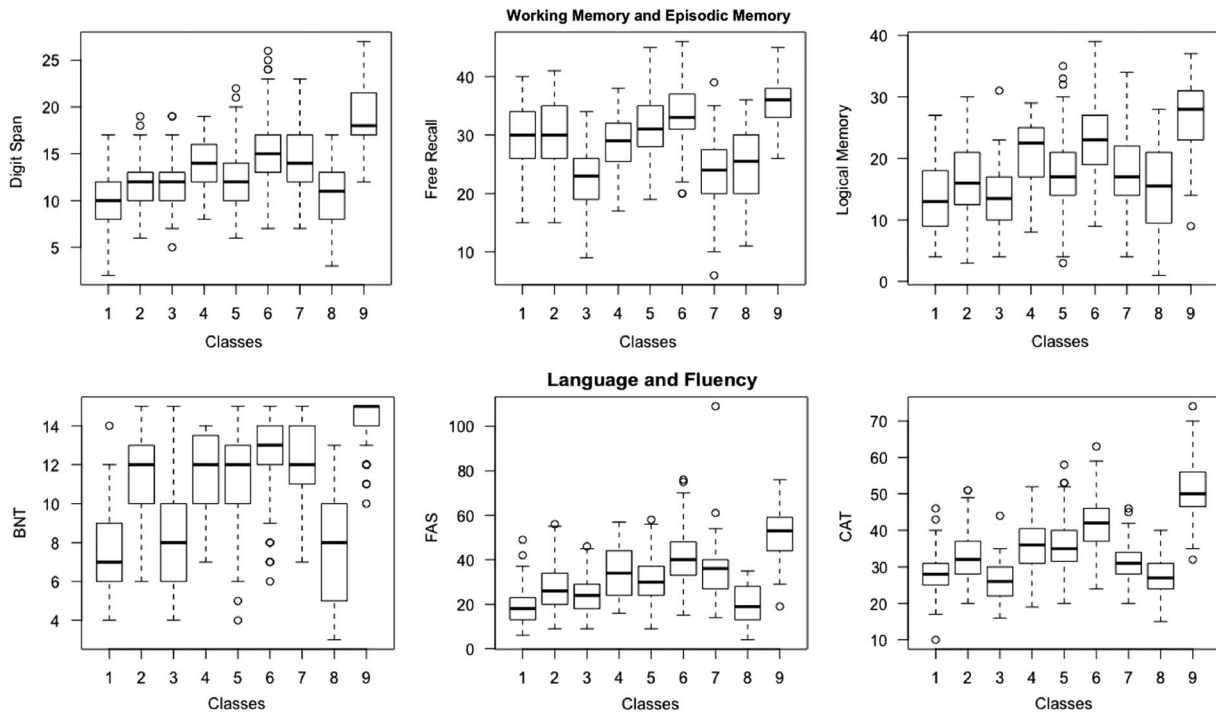 Working Memory and Episodic Memory
Digit Span
25
20
15
10
5
1 2 3 4 5 6 7 8 9
Classes
Free Recall
40
30
20
10
1 2 3 4 5 6 7 8 9
Classes
Logical Memory
40
30
20
10
0
1 2 3 4 5 6 7 8 9
Classes
Language and Fluency
BNT
14
12
10
8
6
4
1 2 3 4 5 6 7 8 9
Classes
FAS
100
80
60
40
20
0
1 2 3 4 5 6 7 8 9
Classes
CAT
70
60
50
40
30
20
10
1 2 3 4 5 6 7 8 9
Classes